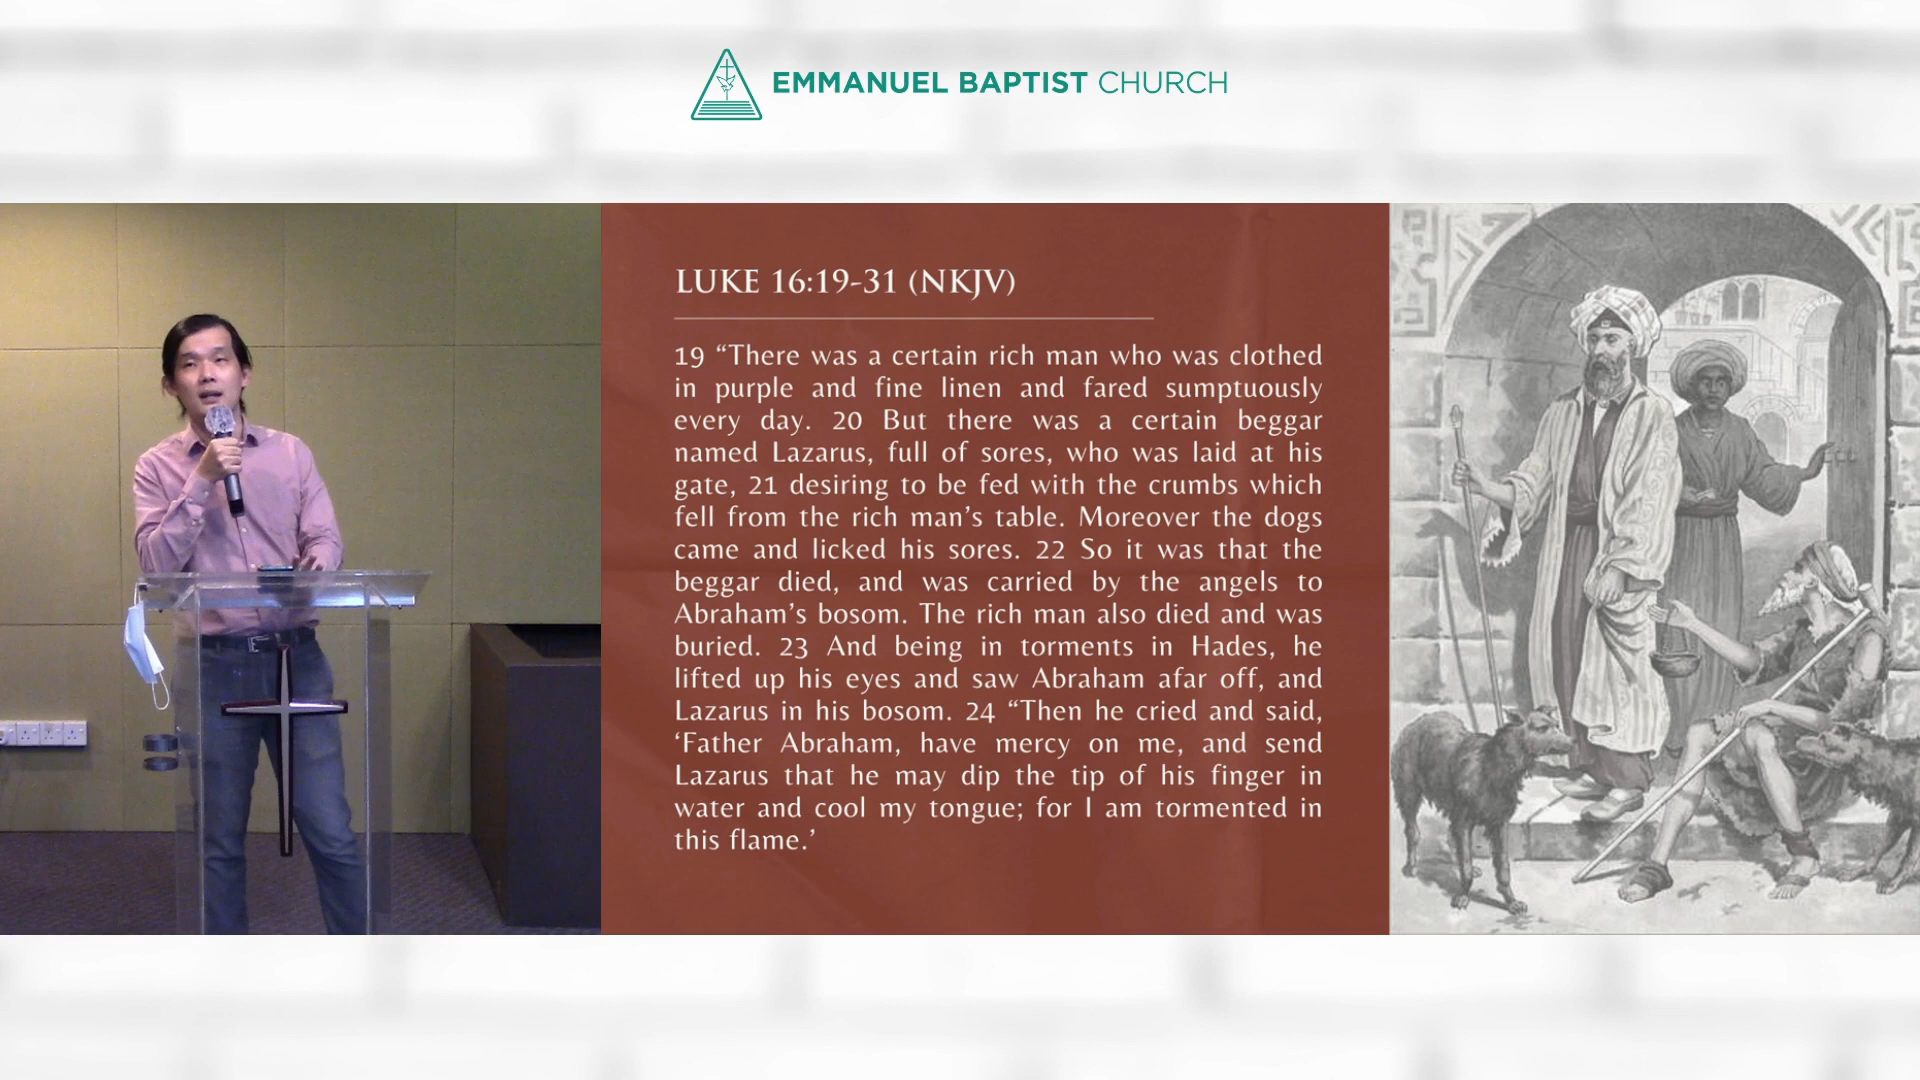 EMMANUEL BAPTIST CHURCH
LUKE 16:19-31 (NKJV)
19 “There was a certain rich man who was clothed
in purple and fine linen and fared sumptuously
every day. 20 But there was a certain beggar
named Lazarus, full of sores, who was laid at his
gate, 21 desiring to be fed with the crumbs which
fell from the rich man’s table. Moreover the dogs
came and licked his sores. 22 So it was that the
beggar died, and was carried by the angels to
Abraham’s bosom. The rich man also died and was
buried. 23 And being in torments in Hades, he
lifted up his eyes and saw Abraham afar off, and
Lazarus in his bosom. 24 “Then he cried and said,
‘Father Abraham, have mercy on me, and send
Lazarus that he may dip the tip of his finger in
water and cool my tongue; for I am tormented in
this flame.’